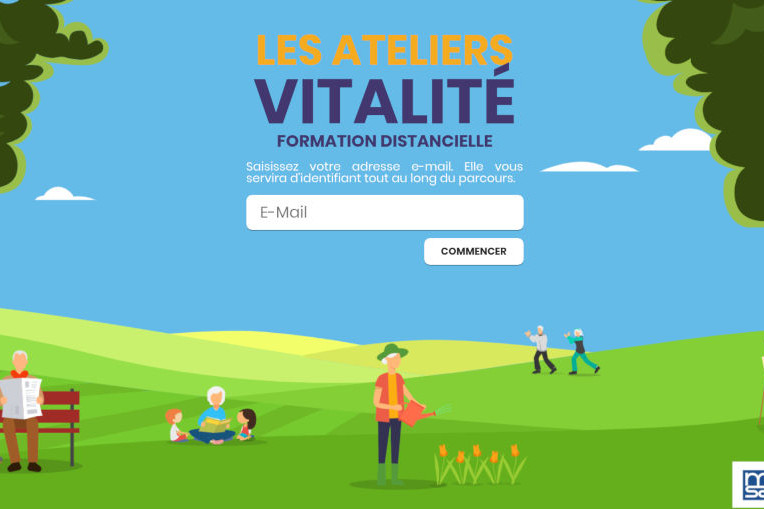 LES ATELIERS
VITALITÉ
FORMATION DISTANCIELLE
Saisissez votre adresse e-mail. Elle vous
servira d'identifiant tout au long du parcours.
E-Mail
COMMENCER